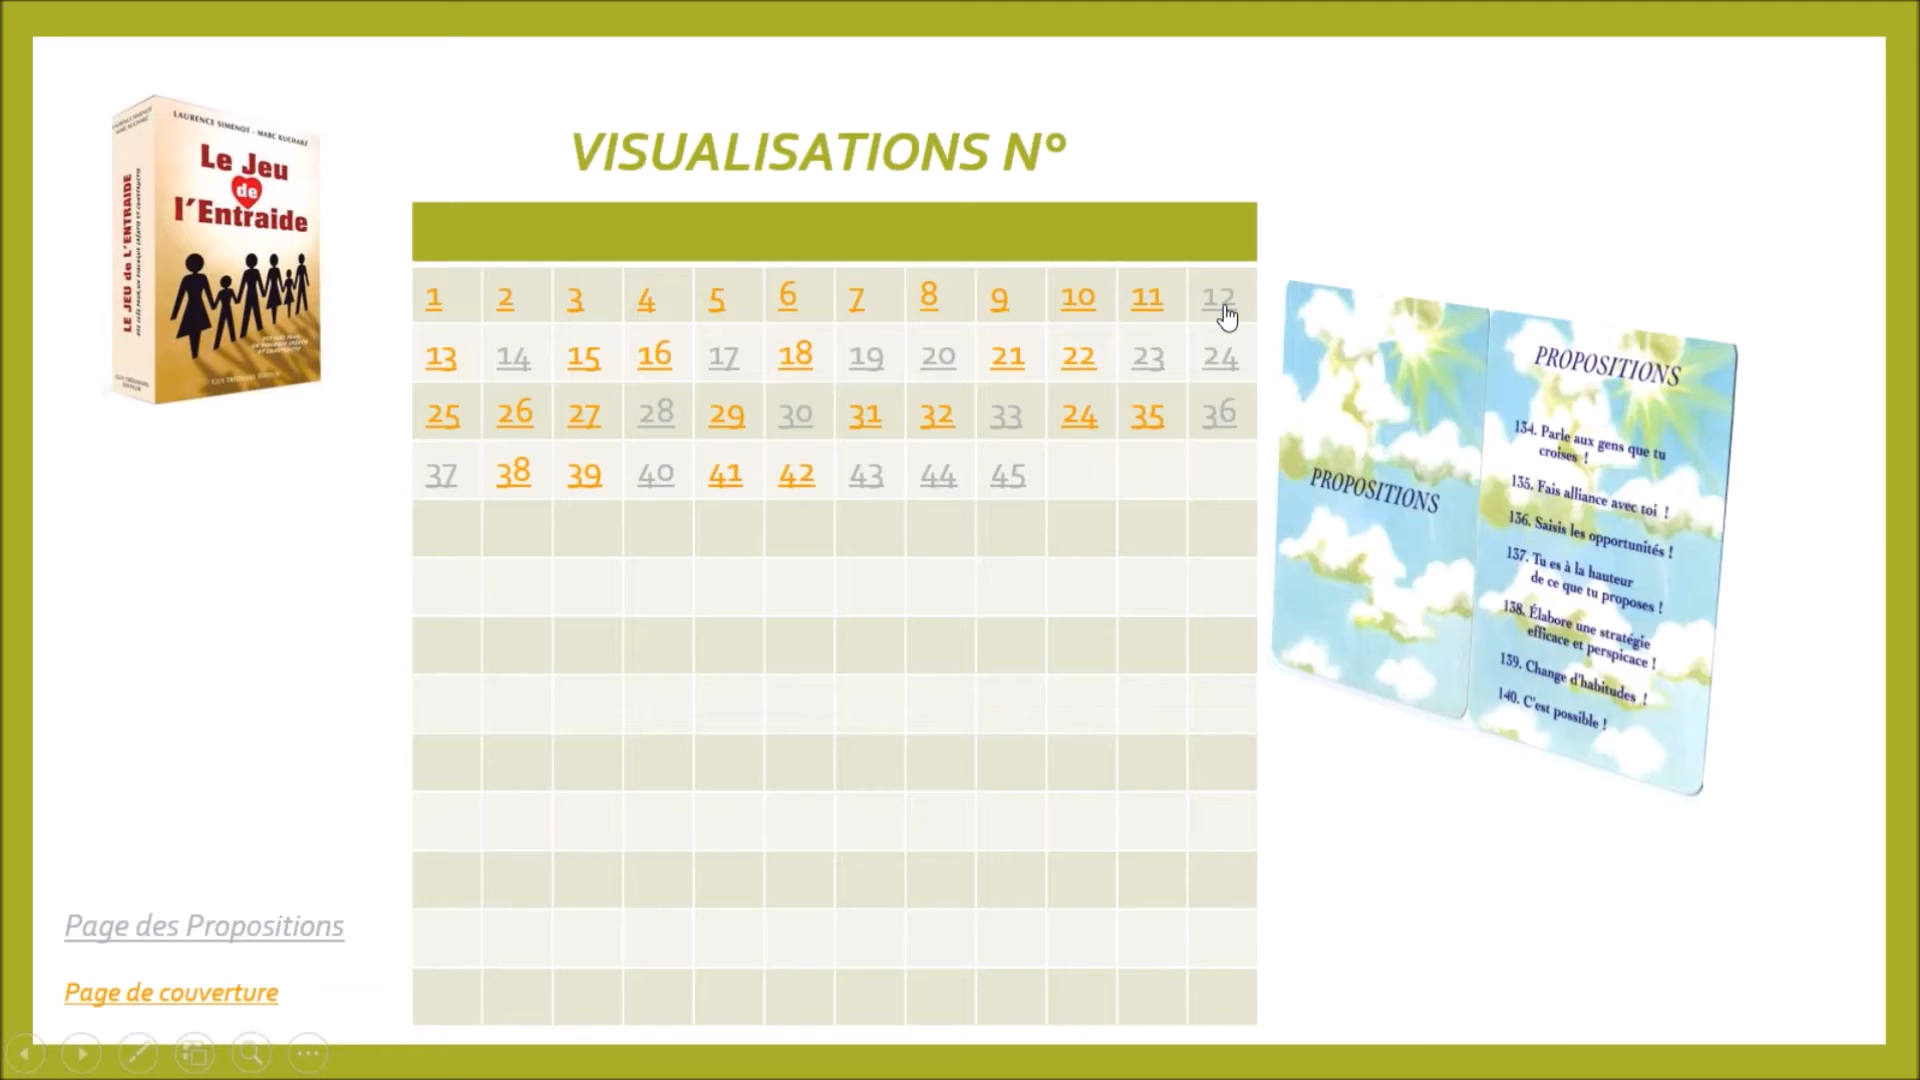 LAURENCE SIMENOT - MARC KUCHARZ
Le Jeu
de
l'Entraide
LE JEU de L'ENTRAIDE
GUY TRÉDANIEL ÉDITEUR
VISUALISATIONS N°
1 2 3 4 5 6 7 8 9 10 11 12
13 14 15 16 17 18 19 20 21 22 23 24
25 26 27 28 29 30 31 32 33 24 35 36
37 38 39 40 41 42 43 44 45
PROPOSITIONS
PROPOSITIONS
134. Parle aux gens que tu
croises !
135. Fais alliance avec toi !
136. Saisis les opportunités !
137. Tu es à la hauteur
de ce que tu proposes !
138. Élabore une stratégie
efficace et perspicace !
139. Change d'habitudes !
140. C'est possible !
Page des Propositions
Page de couverture